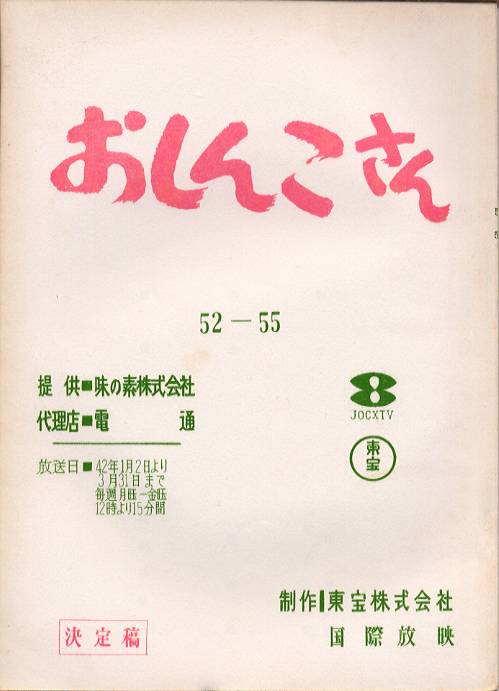 おしんこさん
52―55
提供■味の素株式会社
代理店■電通
放送日■42年1月2日より
3月31日まで
毎週月旺―金旺
12時より15分間
8
JOCXTV
東宝
制作∥東宝株式会社
国際放映
決定稿